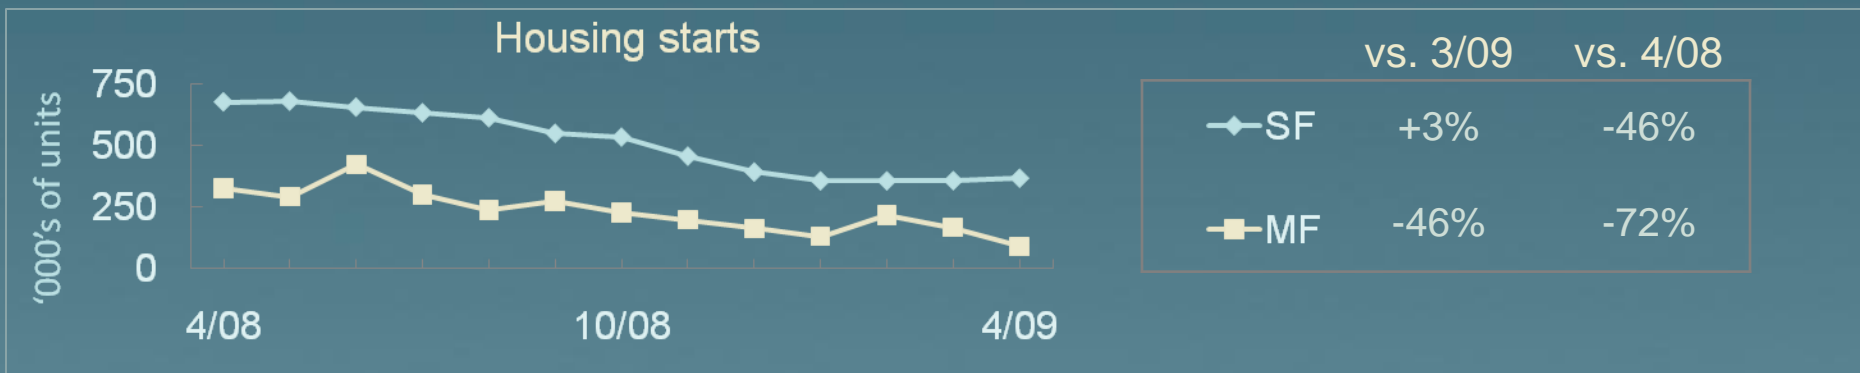 Housing starts
'000's of units
750
500
250
0
4/08 10/08 4/09
vs. 3/09 vs. 4/08
SF +3% -46%
MF -46% -72%